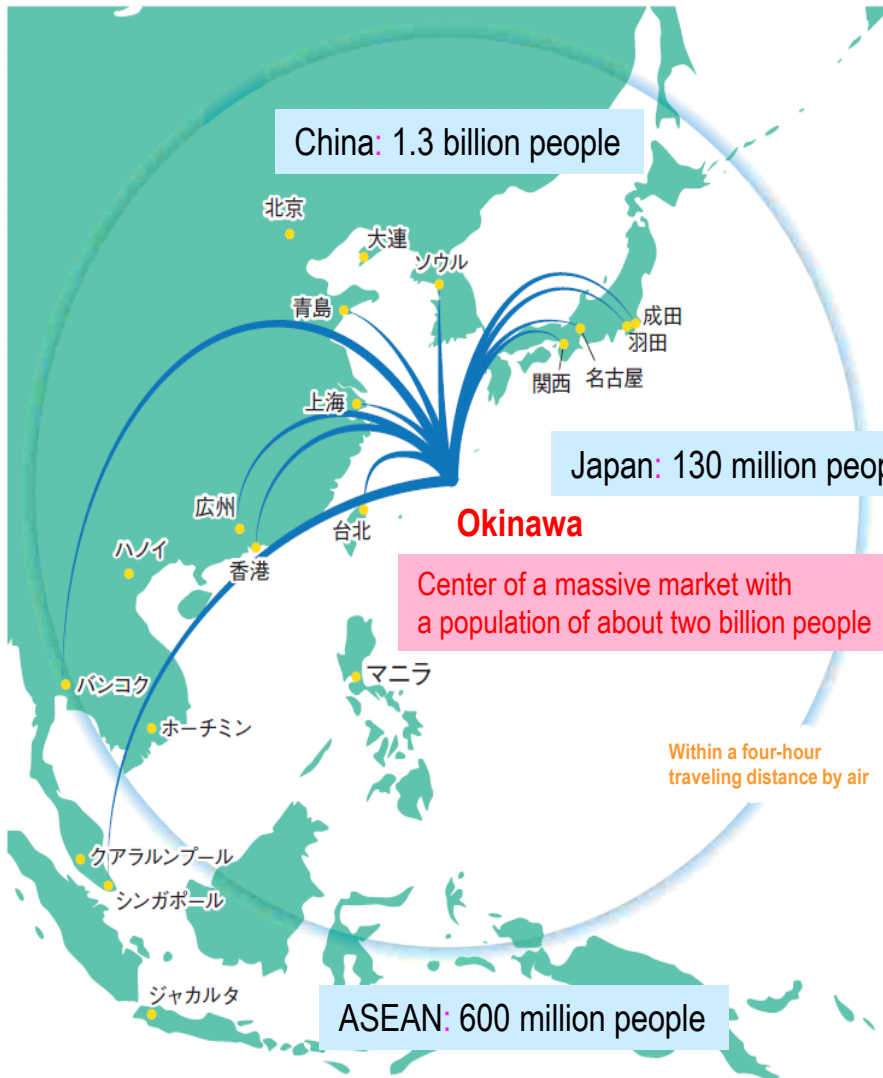 China: 1.3 billion people
北京
大連
ソウル
青島
成田
羽田
名古屋
関西
上海
Japan: 130 million peop
広州
台北
Okinawa
ハノイ
香港
Center of a massive market with
a population of about two billion people
マニラ
バンコク
ホーチミン
Within a four-hour
traveling distance by air
クアラルンプール
シンガポール
ジャカルタ
ASEAN: 600 million people